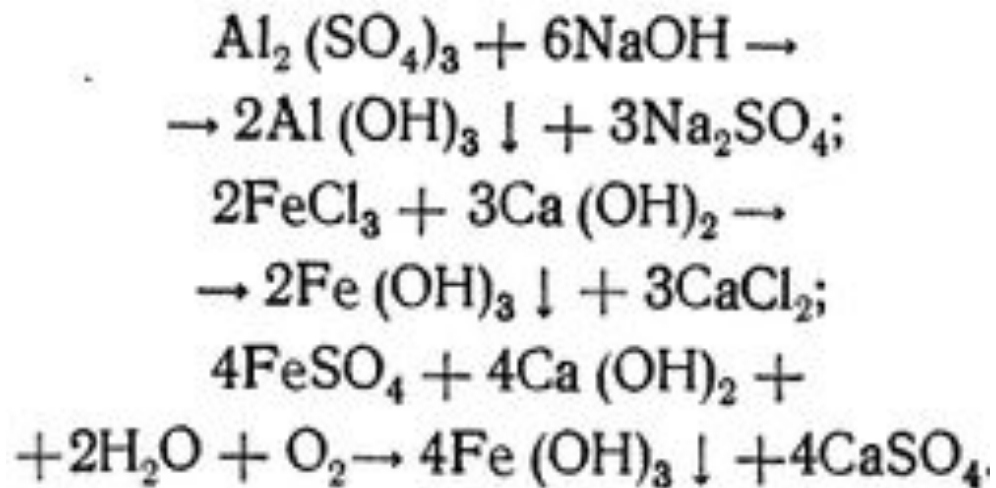 Al₂(SO₄)₃ + 6NaOH →
→ 2Al(OH)₃ ↓ + 3Na₂SO₄;
2FeCl₃ + 3Ca(OH)₂ →
→ 2Fe(OH)₃ ↓ + 3CaCl₂;
4FeSO₄ + 4Ca(OH)₂ +
+2H₂O + O₂ → 4Fe(OH)₃ ↓ +4CaSO₄.